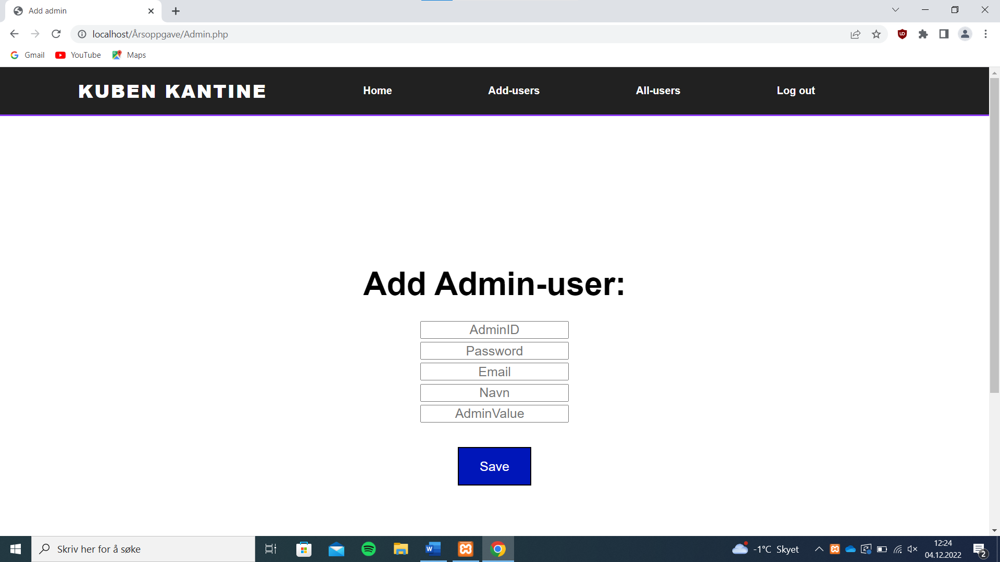 Add admin
localhost/Årsoppgave/Admin.php
Gmail YouTube Maps
KUBEN KANTINE Home Add-users All-users Log out
Add Admin-user:
AdminID
Password
Email
Navn
AdminValue
Save
Skriv her for å søke
-1°C Skyet
12:24
04.12.2022
2